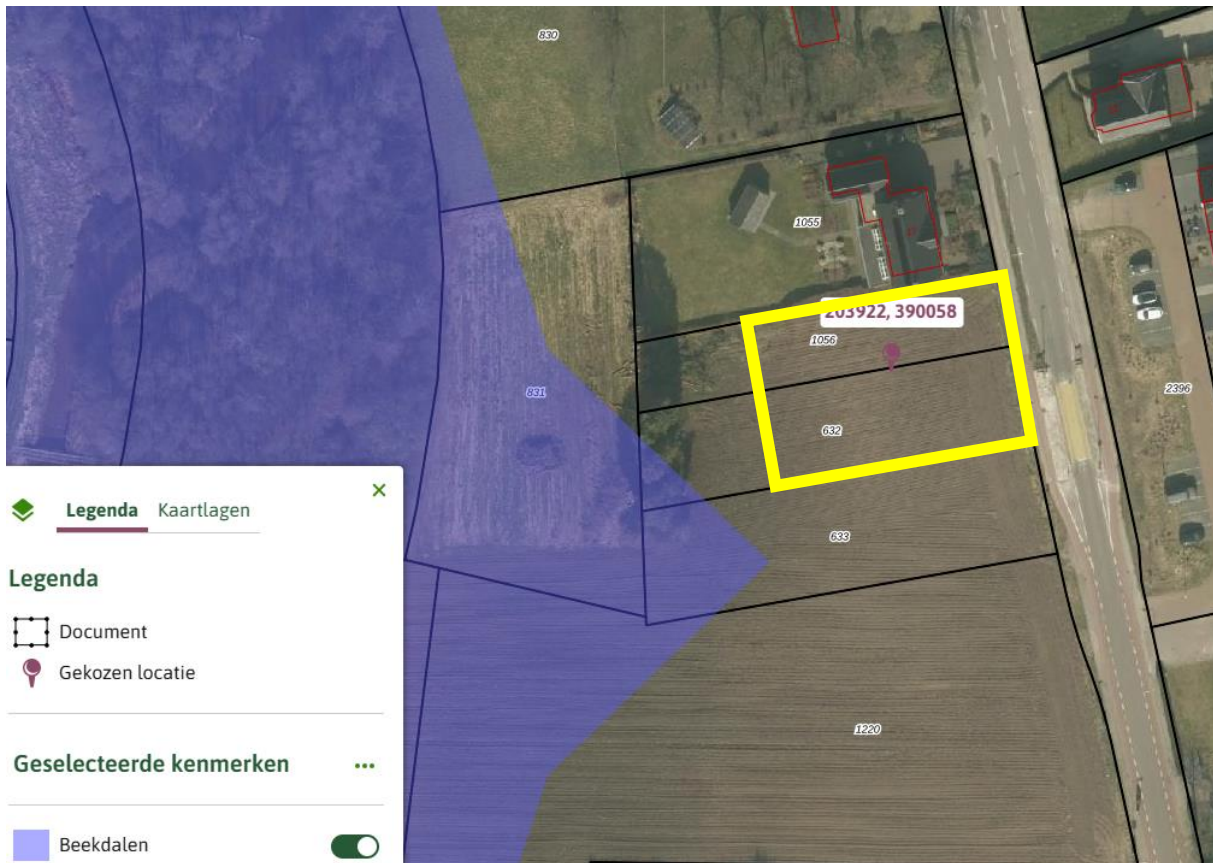 830
1055
203922, 390058
1056
831
632
2396
633
1220
Legenda Kaartlagen
Legenda
Document
Gekozen locatie
Geselecteerde kenmerken
Beekdalen